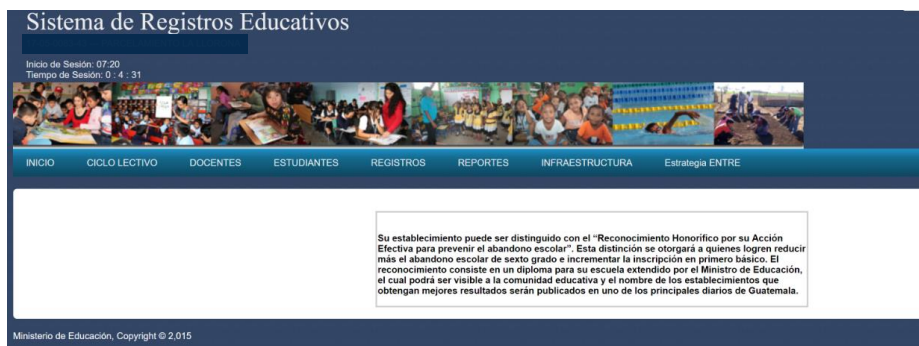 Sistema de Registros Educativos
Inicio de Sesión: 07:20
Tiempo de Sesión: 0 : 4 : 31
INICIO CICLO LECTIVO DOCENTES ESTUDIANTES REGISTROS REPORTES INFRAESTRUCTURA Estrategia ENTRE
Su establecimiento puede ser distinguido con el “Reconocimiento Honorífico por su Acción
Efectiva para prevenir el abandono escolar”. Esta distinción se otorgará a quienes logren reducir
más el abandono escolar de sexto grado e incrementar la inscripción en primero básico. El
reconocimiento consiste en un diploma para su escuela extendido por el Ministro de Educación,
el cual podrá ser visible a la comunidad educativa y el nombre de los establecimientos que
obtengan mejores resultados serán publicados en uno de los principales diarios de Guatemala.
Ministerio de Educación, Copyright © 2,015